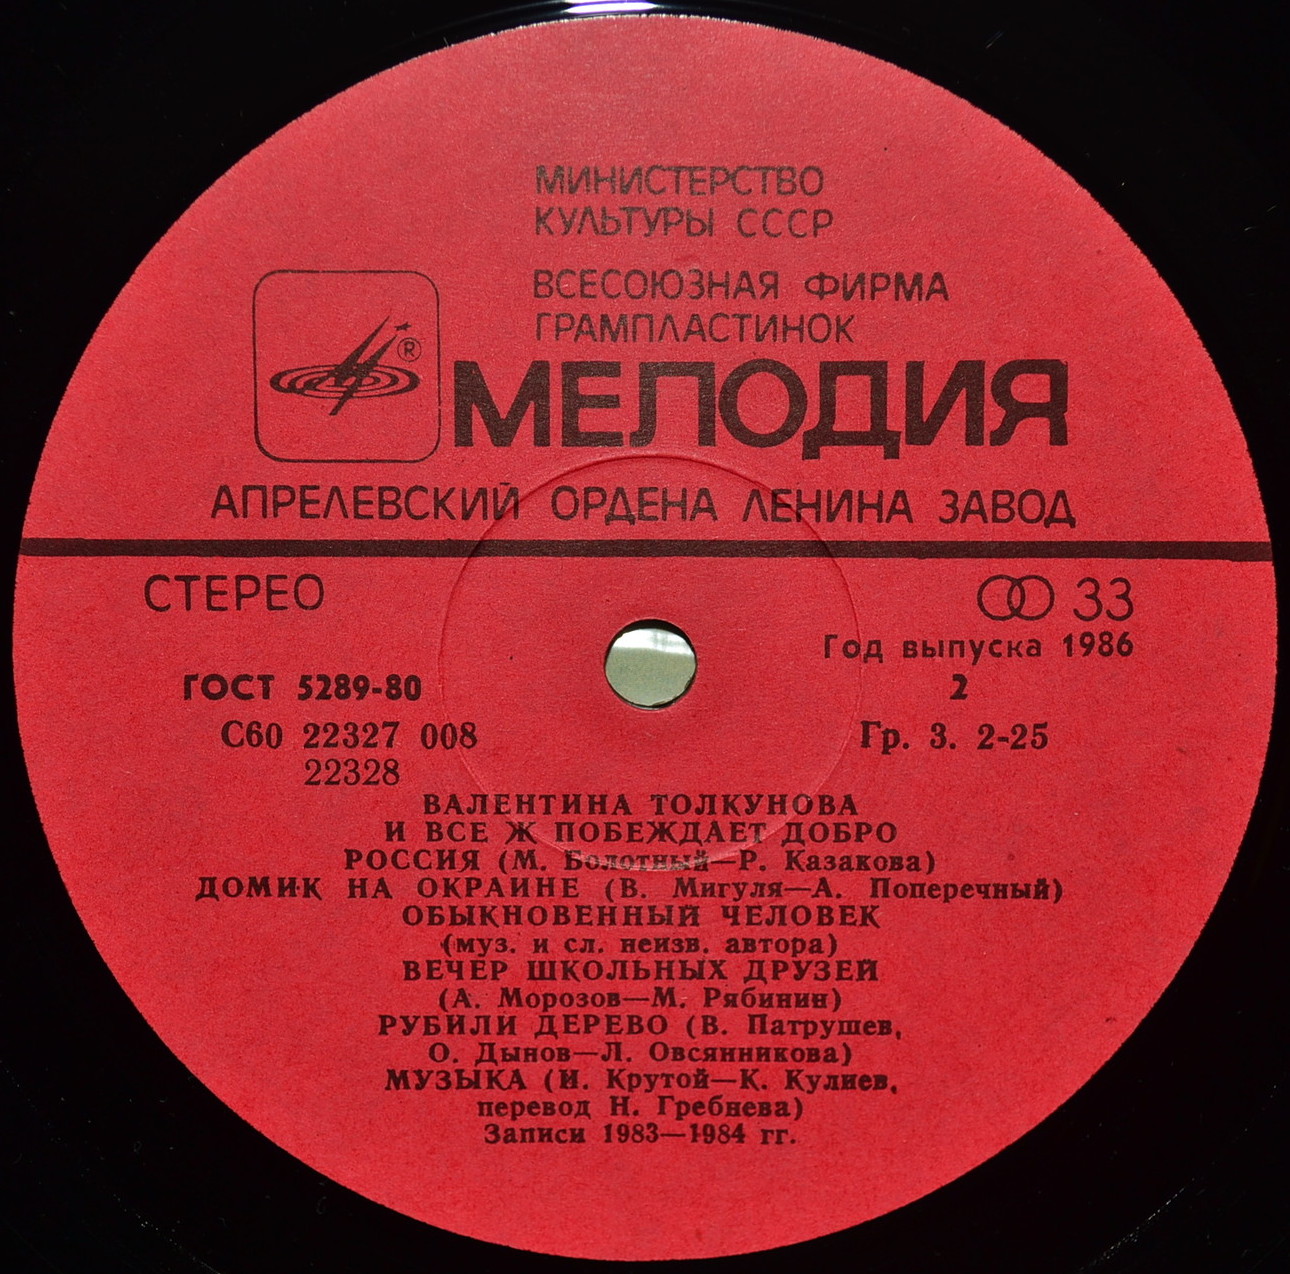 МИНИСТЕРСТВО
КУЛЬТУРЫ СССР
ВСЕСОЮЗНАЯ ФИРМА
ГРАМПЛАСТИНОК
®
МЕЛОДИЯ
АПРЕЛЕВСКИЙ ОРДЕНА ЛЕНИНА ЗАВОД
СТЕРЕО
33
Год выпуска 1986
ГОСТ 5289-80
2
С60 22327 008
Гр. 3. 2-25
22328
ВАЛЕНТИНА ТОЛКУНОВА
И ВСЕ Ж ПОБЕЖДАЕТ ДОБРО
РОССИЯ (М. Болотный—Р. Казакова)
ДОМИК НА ОКРАИНЕ (В. Мигуля—А. Поперечный)
ОБЫКНОВЕННЫЙ ЧЕЛОВЕК
(муз. и сл. неизв. автора)
ВЕЧЕР ШКОЛЬНЫХ ДРУЗЕЙ
(А. Морозов—М. Рябинин)
РУБИЛИ ДЕРЕВО (В. Патрушев,
О. Дынов—Л. Овсянникова)
МУЗЫКА (И. Крутой—К. Кулиев,
перевод Н. Гребнева)
Записи 1983—1984 гг.